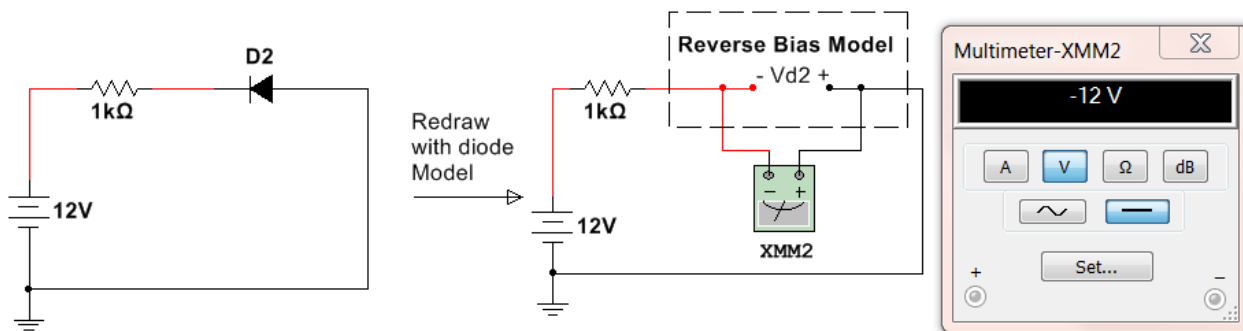 D2
1kΩ
12V
Redraw
with diode
Model
Reverse Bias Model
- Vd2 +
1kΩ
12V
− +
XMM2
Multimeter-XMM2
-12 V
A V Ω dB
Set...
+ −